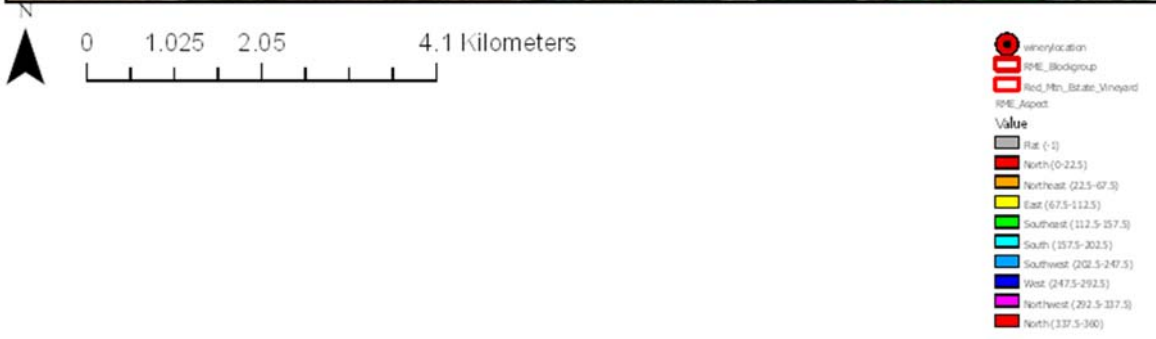 N
0 1.025 2.05 4.1 Kilometers
winerylocation
RME_Blockgroup
Red_Mtn_Estate_Vineyard
RME_Aspect
Value
Flat (-1)
North (0-22.5)
Northeast (22.5-67.5)
East (67.5-112.5)
Southeast (112.5-157.5)
South (157.5-202.5)
Southwest (202.5-247.5)
West (247.5-292.5)
Northwest (292.5-337.5)
North (337.5-360)